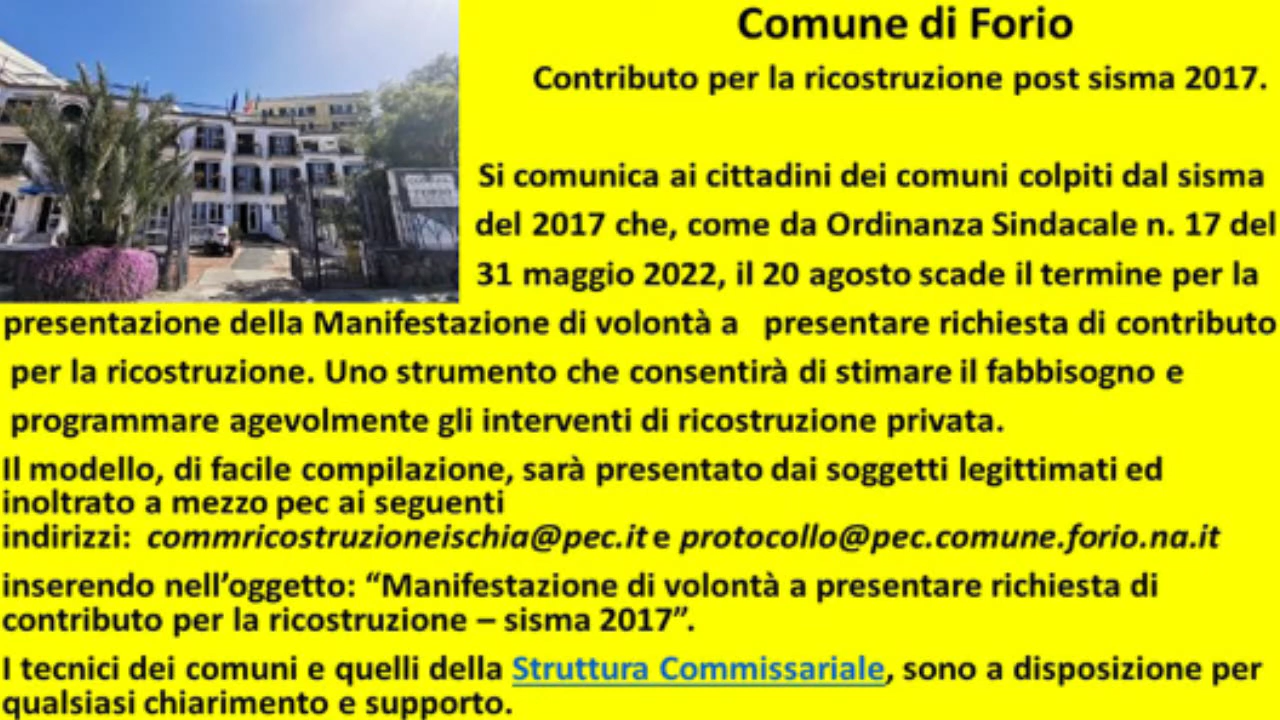 Comune di Forio
Contributo per la ricostruzione post sisma 2017.
Si comunica ai cittadini dei comuni colpiti dal sisma
del 2017 che, come da Ordinanza Sindacale n. 17 del
31 maggio 2022, il 20 agosto scade il termine per la
presentazione della Manifestazione di volontà a presentare richiesta di contributo
per la ricostruzione. Uno strumento che consentirà di stimare il fabbisogno e
programmare agevolmente gli interventi di ricostruzione privata.
Il modello, di facile compilazione, sarà presentato dai soggetti legittimati ed
inoltrato a mezzo pec ai seguenti
indirizzi: commricostruzioneischia@pec.it e protocollo@pec.comune.forio.na.it
inserendo nell’oggetto: “Manifestazione di volontà a presentare richiesta di
contributo per la ricostruzione – sisma 2017”.
I tecnici dei comuni e quelli della Struttura Commissariale, sono a disposizione per
qualsiasi chiarimento e supporto.